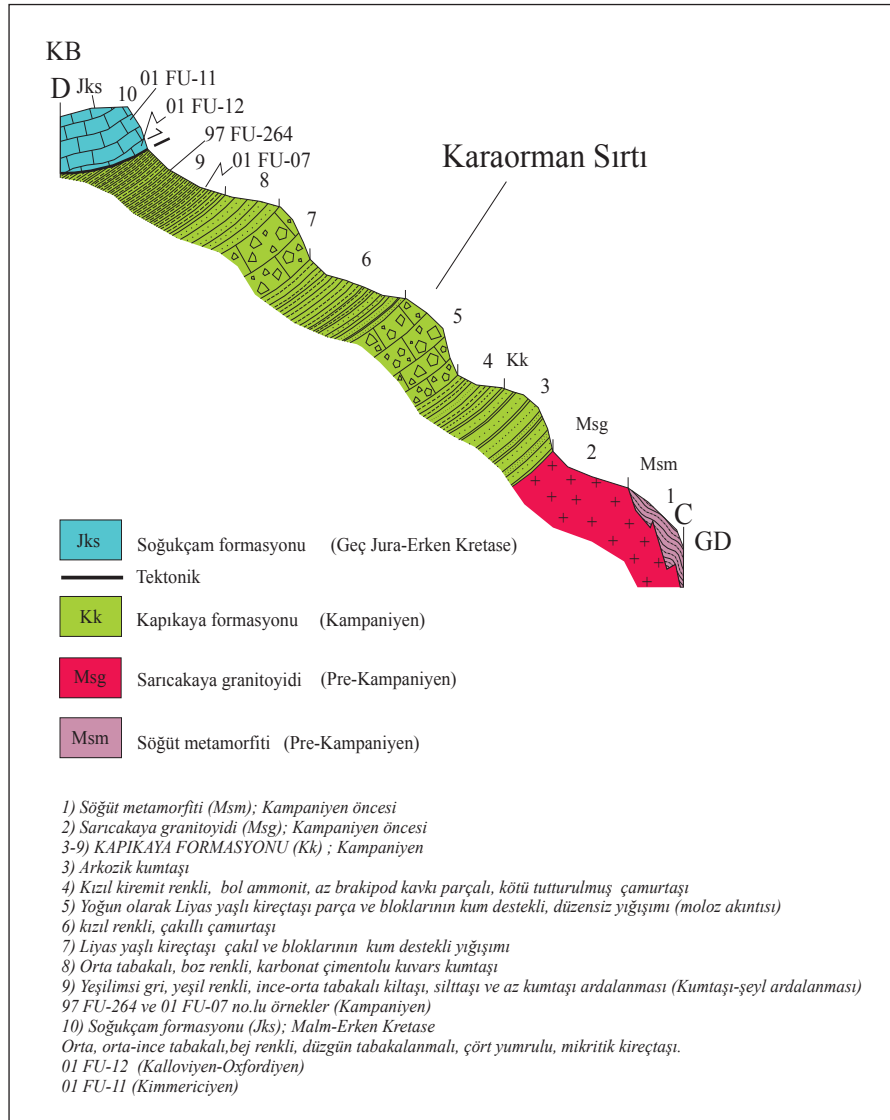 KB
D
Jks
10
01 FU-11
01 FU-12
11
97 FU-264
9
01 FU-07
8
Karaorman Sırtı
7
6
5
4
Kk
3
Msg
2
Msm
1
C
GD
Jks Soğukçam formasyonu (Geç Jura-Erken Kretase)
Tektonik
Kk Kapıkaya formasyonu (Kampaniyen)
Msg Sarıcakaya granitoyidi (Pre-Kampaniyen)
Msm Söğüt metamorfiti (Pre-Kampaniyen)
1) Söğüt metamorfiti (Msm); Kampaniyen öncesi
2) Sarıcakaya granitoyidi (Msg); Kampaniyen öncesi
3-9) KAPIKAYA FORMASYONU (Kk) ; Kampaniyen
3) Arkozik kumtaşı
4) Kızıl kiremit renkli, bol ammonit, az brakipod kavkı parçalı, kötü tutturulmuş çamurtaşı
5) Yoğun olarak Liyas yaşlı kireçtaşı parça ve bloklarının kum destekli, düzensiz yığışımı (moloz akıntısı)
6) kızıl renkli, çakıllı çamurtaşı
7) Liyas yaşlı kireçtaşı çakıl ve bloklarının kum destekli yığışımı
8) Orta tabakalı, boz renkli, karbonat çimentolu kuvars kumtaşı
9) Yeşilimsi gri, yeşil renkli, ince-orta tabakalı kiltaşı, silttaşı ve az kumtaşı ardalanması (Kumtaşı-şeyl ardalanması)
97 FU-264 ve 01 FU-07 no.lu örnekler (Kampaniyen)
10) Soğukçam formasyonu (Jks); Malm-Erken Kretase
Orta, orta-ince tabakalı,bej renkli, düzgün tabakalanmalı, çört yumrulu, mikritik kireçtaşı.
01 FU-12 (Kalloviyen-Oxfordiyen)
01 FU-11 (Kimmericiyen)